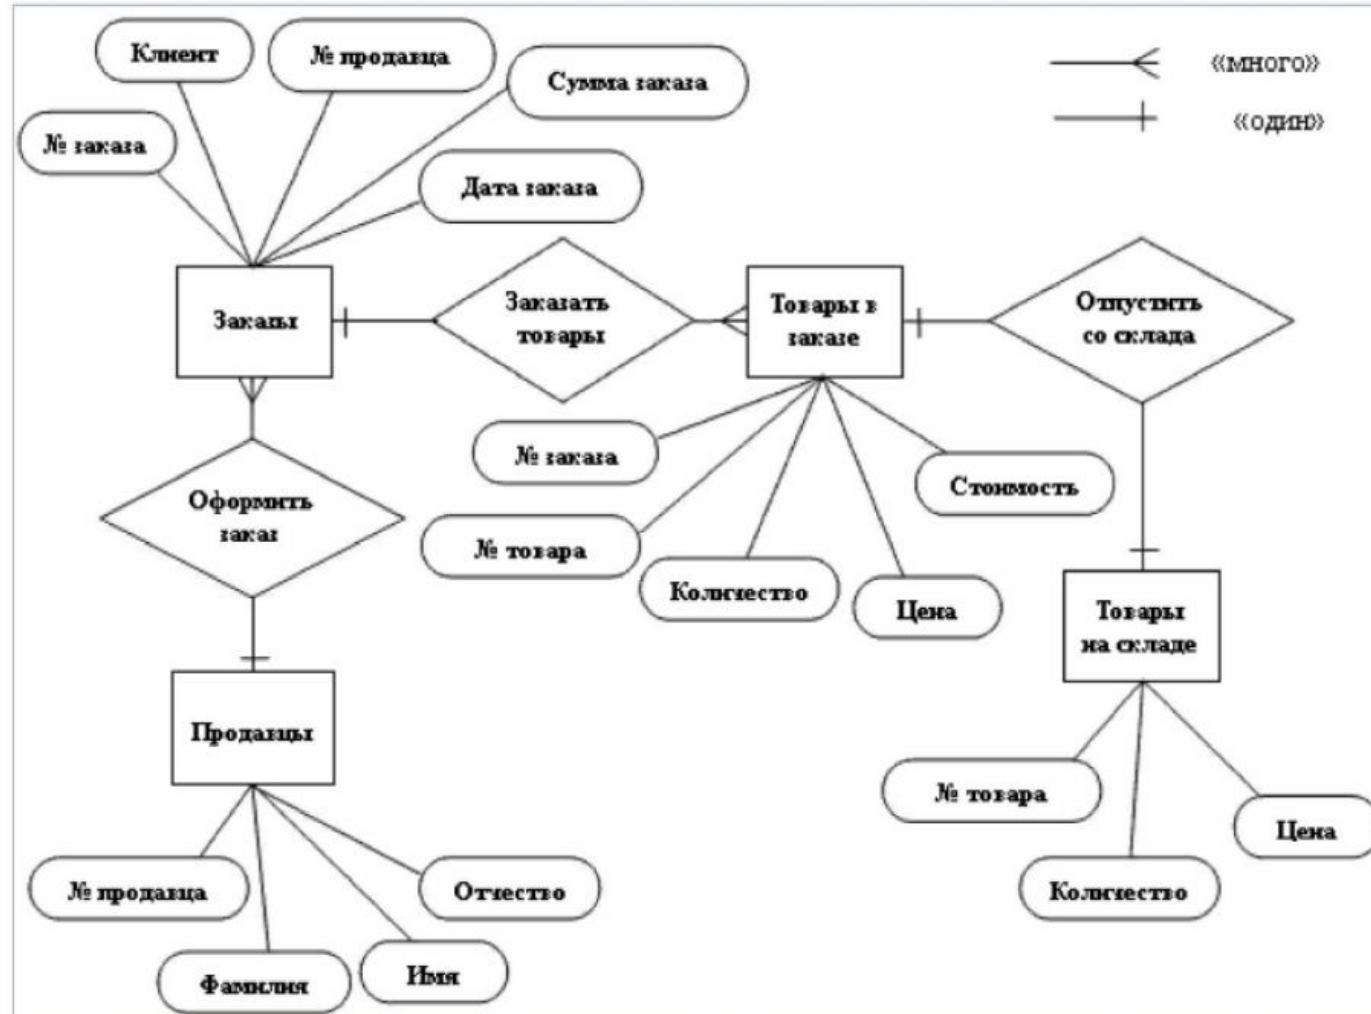 Клиент
№ продавца
Сумма заказа
«много»
«один»
№ заказа
Дата заказа
Заказы
Заказать
товары
Товары в
заказе
Отпустить
со склада
№ заказа
Стоимость
Оформить
заказ
№ товара
Количество
Цена
Товары
на складе
Продавцы
№ товара
Цена
№ продавца
Отчество
Количество
Фамилия
Имя